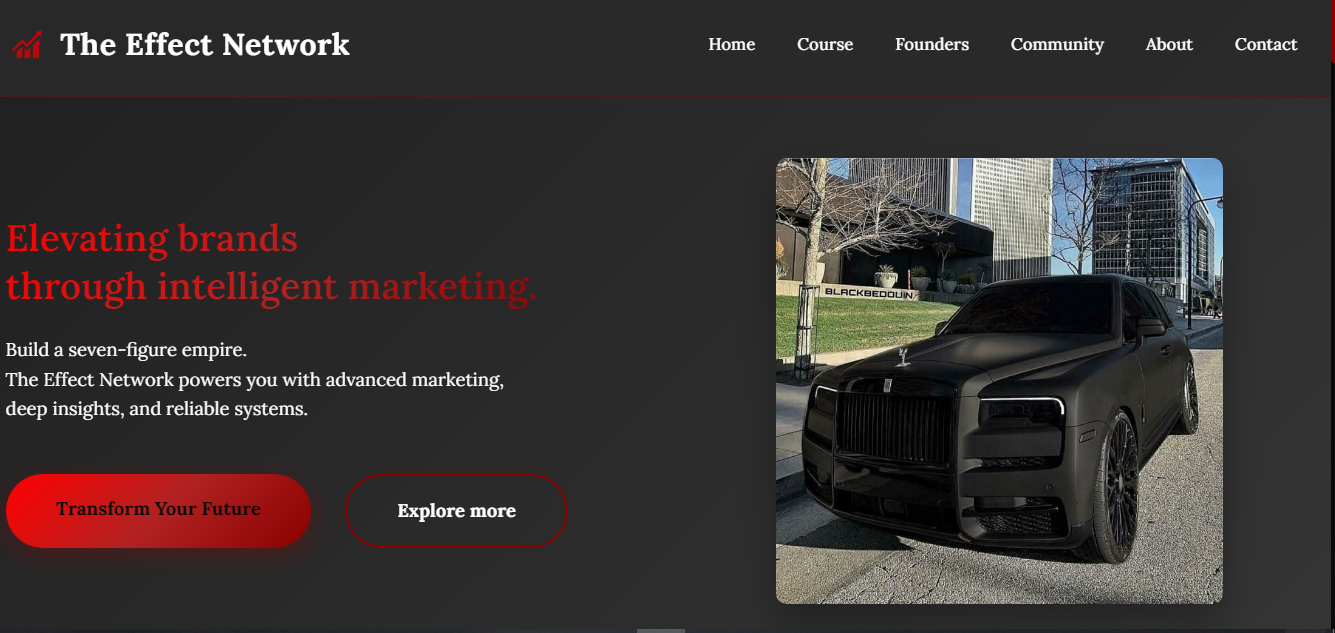 The Effect Network
Home Course Founders Community About Contact
Elevating brands
through intelligent marketing.
Build a seven-figure empire.
The Effect Network powers you with advanced marketing,
deep insights, and reliable systems.
Transform Your Future
Explore more
BLACKBEDOUIN